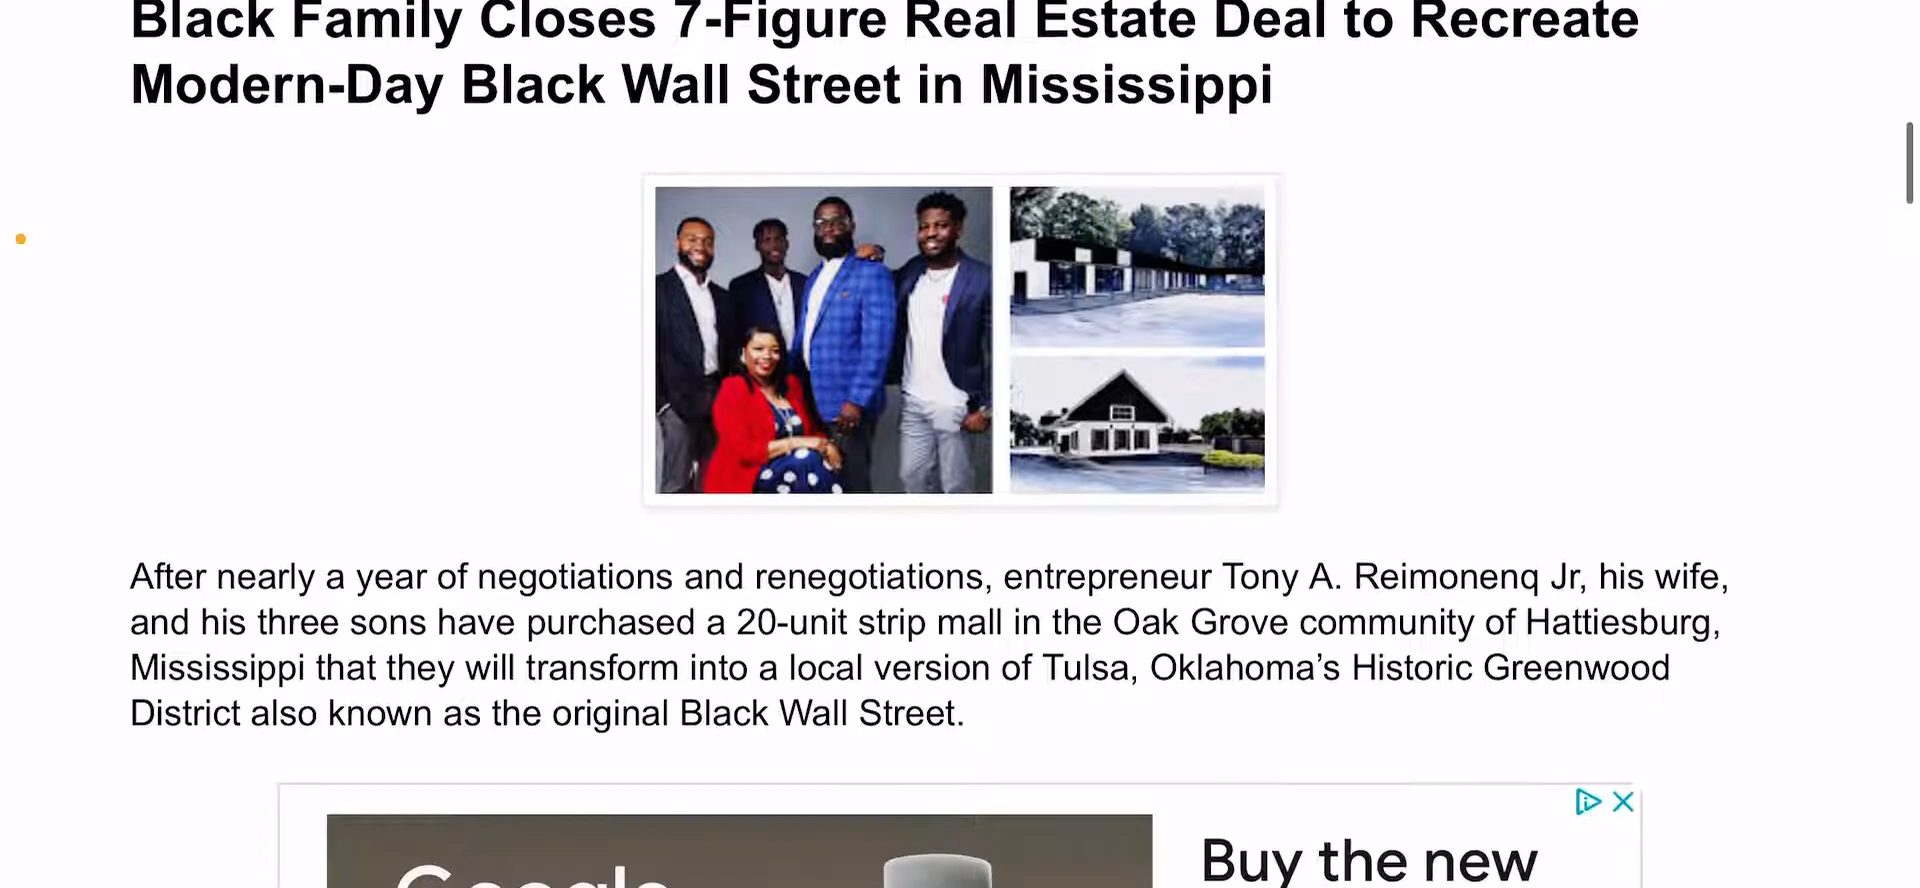 Black Family Closes 7-Figure Real Estate Deal to Recreate
Modern-Day Black Wall Street in Mississippi
After nearly a year of negotiations and renegotiations, entrepreneur Tony A. Reimonenq Jr, his wife,
and his three sons have purchased a 20-unit strip mall in the Oak Grove community of Hattiesburg,
Mississippi that they will transform into a local version of Tulsa, Oklahoma’s Historic Greenwood
District also known as the original Black Wall Street.
Google
Buy the new